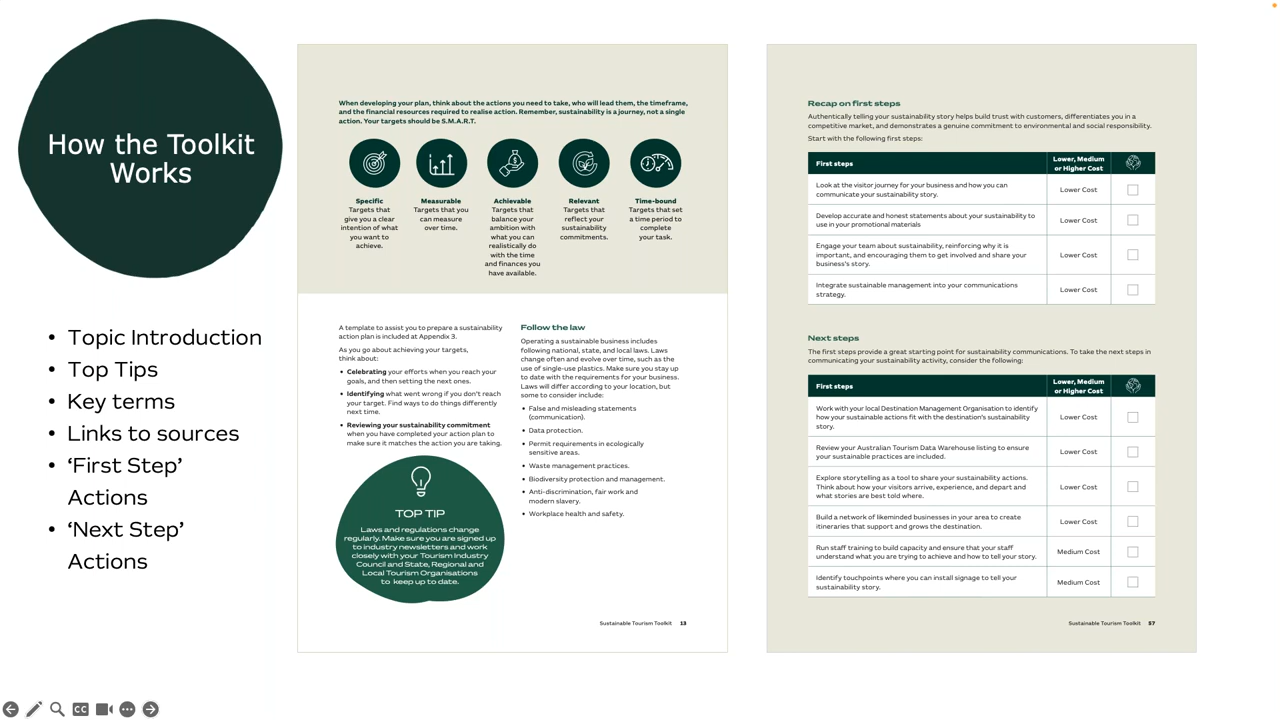 How the Toolkit
Works
• Topic Introduction
• Top Tips
• Key terms
• Links to sources
• ‘First Step’
Actions
• ‘Next Step’
Actions
When developing your plan, think about the actions you need to take, who will lead them, the timeframe,
and the financial resources required to realise action. Remember, sustainability is a journey, not a single
action. Your targets should be S.M.A.R.T.
Specific
Targets that
give you a clear
intention of what
you want to
achieve.
Measurable
Targets that you
can measure
over time.
Achievable
Targets that
balance your
ambition with
what you can
realistically do
with the time
and finances you
have available.
Relevant
Targets that
reflect your
sustainability
commitments.
Time-bound
Targets that set
a time period to
complete
your task.
A template to assist you to prepare a sustainability
action plan is included at Appendix 3.
As you go about achieving your targets,
think about:
• Celebrating your efforts when you reach your
goals, and then setting the next ones.
• Identifying what went wrong if you don’t reach
your target. Find ways to do things differently
next time.
• Reviewing your sustainability commitment
when you have completed your action plan to
make sure it matches the action you are taking.
TOP TIP
Laws and regulations change
regularly. Make sure you are signed up
to industry newsletters and work
closely with your Tourism Industry
Council and State, Regional and
Local Tourism Organisations
to keep up to date.
Follow the law
Operating a sustainable business includes
following national, state, and local laws. Laws
change often and evolve over time, such as the
use of single-use plastics. Make sure you stay up
to date with the requirements for your business.
Laws will differ according to your location, but
some to consider include:
• False and misleading statements
(communication).
• Data protection.
• Permit requirements in ecologically
sensitive areas.
• Waste management practices.
• Biodiversity protection and management.
• Anti-discrimination, fair work and
modern slavery.
• Workplace health and safety.
Sustainable Tourism Toolkit 13
Recap on first steps
Authentically telling your sustainability story helps build trust with customers, differentiates you in a
competitive market, and demonstrates a genuine commitment to environmental and social responsibility.
Start with the following first steps:
First steps
Lower, Medium
or Higher Cost
Look at the visitor journey for your business and how you can
communicate your sustainability story.
Lower Cost
Develop accurate and honest statements about your sustainability to
use in your promotional materials
Lower Cost
Engage your team about sustainability, reinforcing why it is
important, and encouraging them to get involved and share your
business’s story.
Lower Cost
Integrate sustainable management into your communications
strategy.
Lower Cost
Next steps
The first steps provide a great starting point for sustainability communications. To take the next steps in
communicating your sustainability activity, consider the following:
First steps
Lower, Medium
or Higher Cost
Work with your local Destination Management Organisation to identify
how your sustainable actions fit with the destination’s sustainability
story.
Lower Cost
Review your Australian Tourism Data Warehouse listing to ensure
your sustainable practices are included.
Lower Cost
Explore storytelling as a tool to share your sustainability actions.
Think about how your visitors arrive, experience, and depart and
what stories are best told where.
Lower Cost
Build a network of likeminded businesses in your area to create
itineraries that support and grows the destination.
Lower Cost
Run staff training to build capacity and ensure that your staff
understand what you are trying to achieve and how to tell your story.
Medium Cost
Identify touchpoints where you can install signage to tell your
sustainability story.
Medium Cost
Sustainable Tourism Toolkit 57
CC